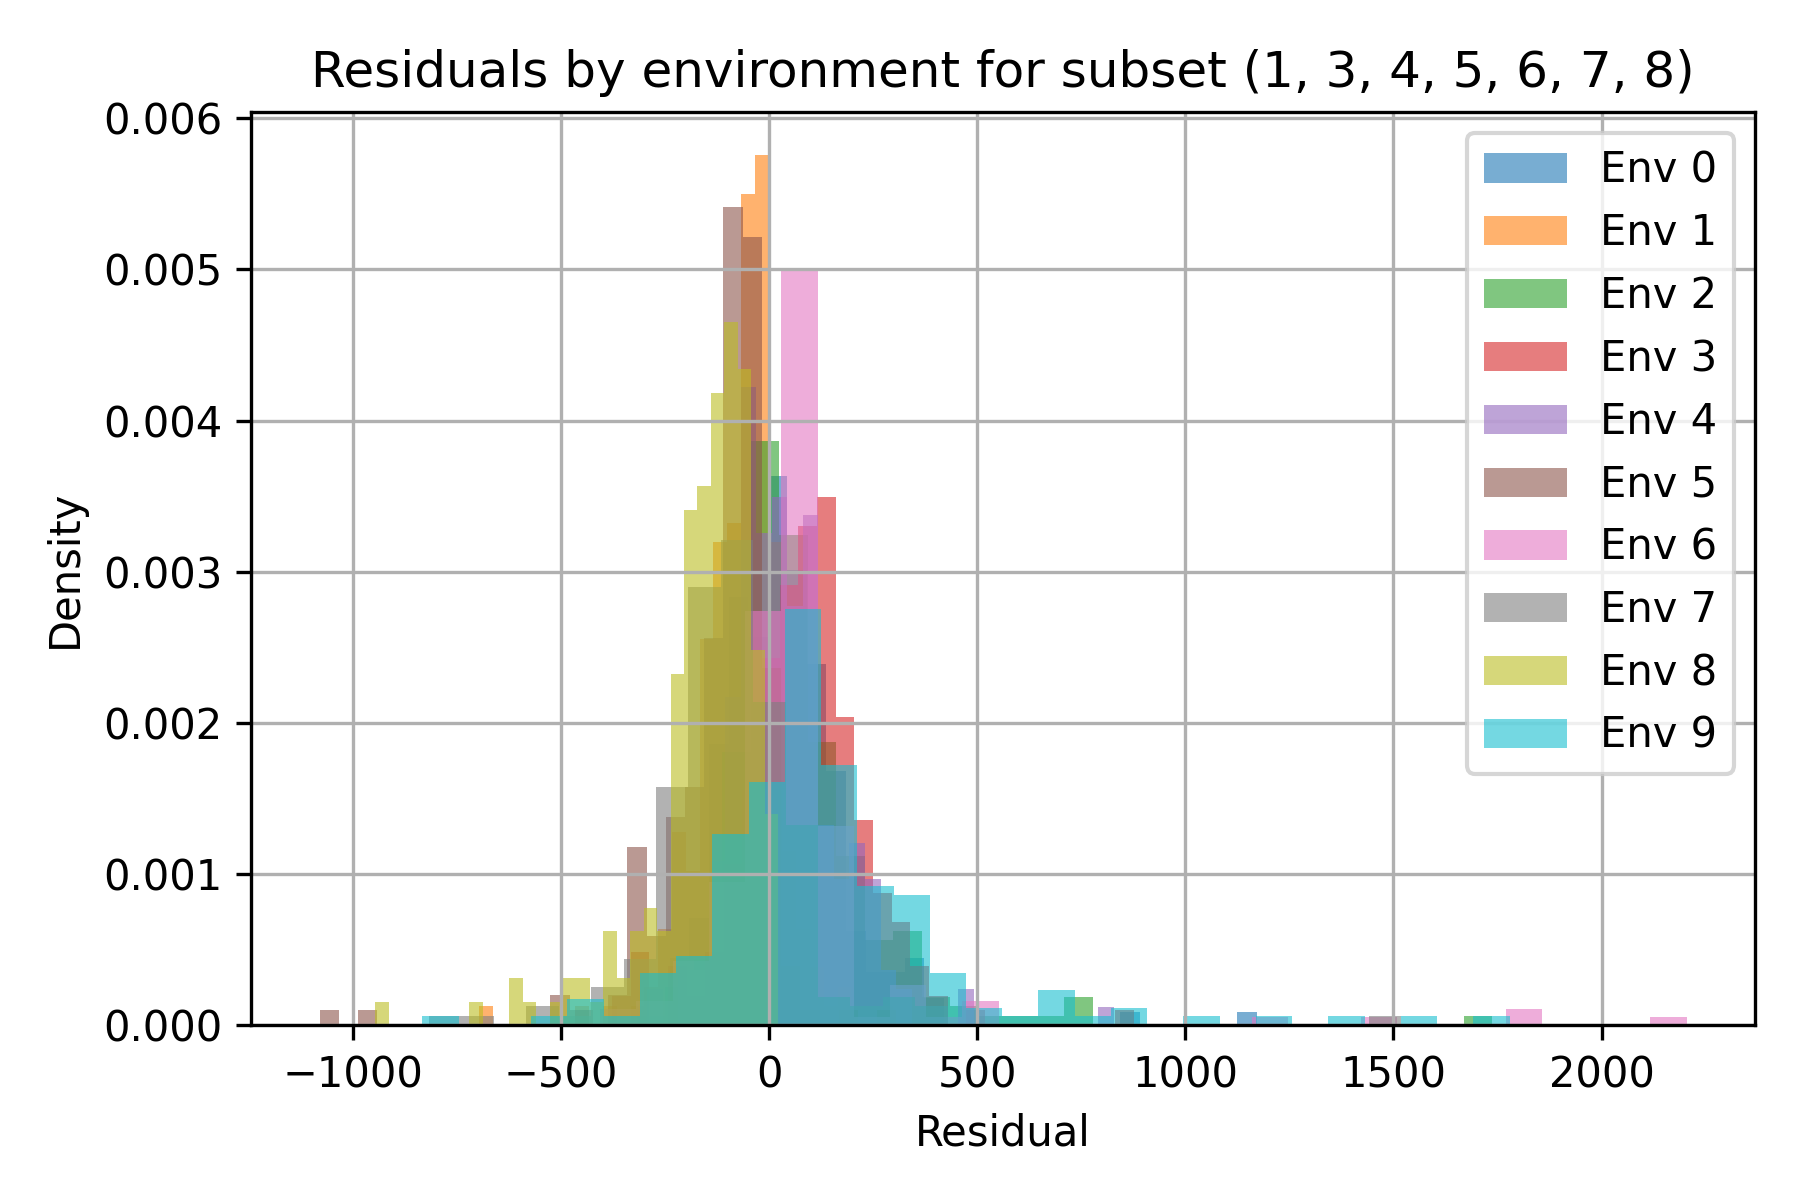 Residuals by environment for subset (1, 3, 4, 5, 6, 7, 8)
0.006
0.005
0.004
0.003
0.002
0.001
0.000
Density
−1000
−500
0
500
1000
1500
2000
Residual
Env 0
Env 1
Env 2
Env 3
Env 4
Env 5
Env 6
Env 7
Env 8
Env 9